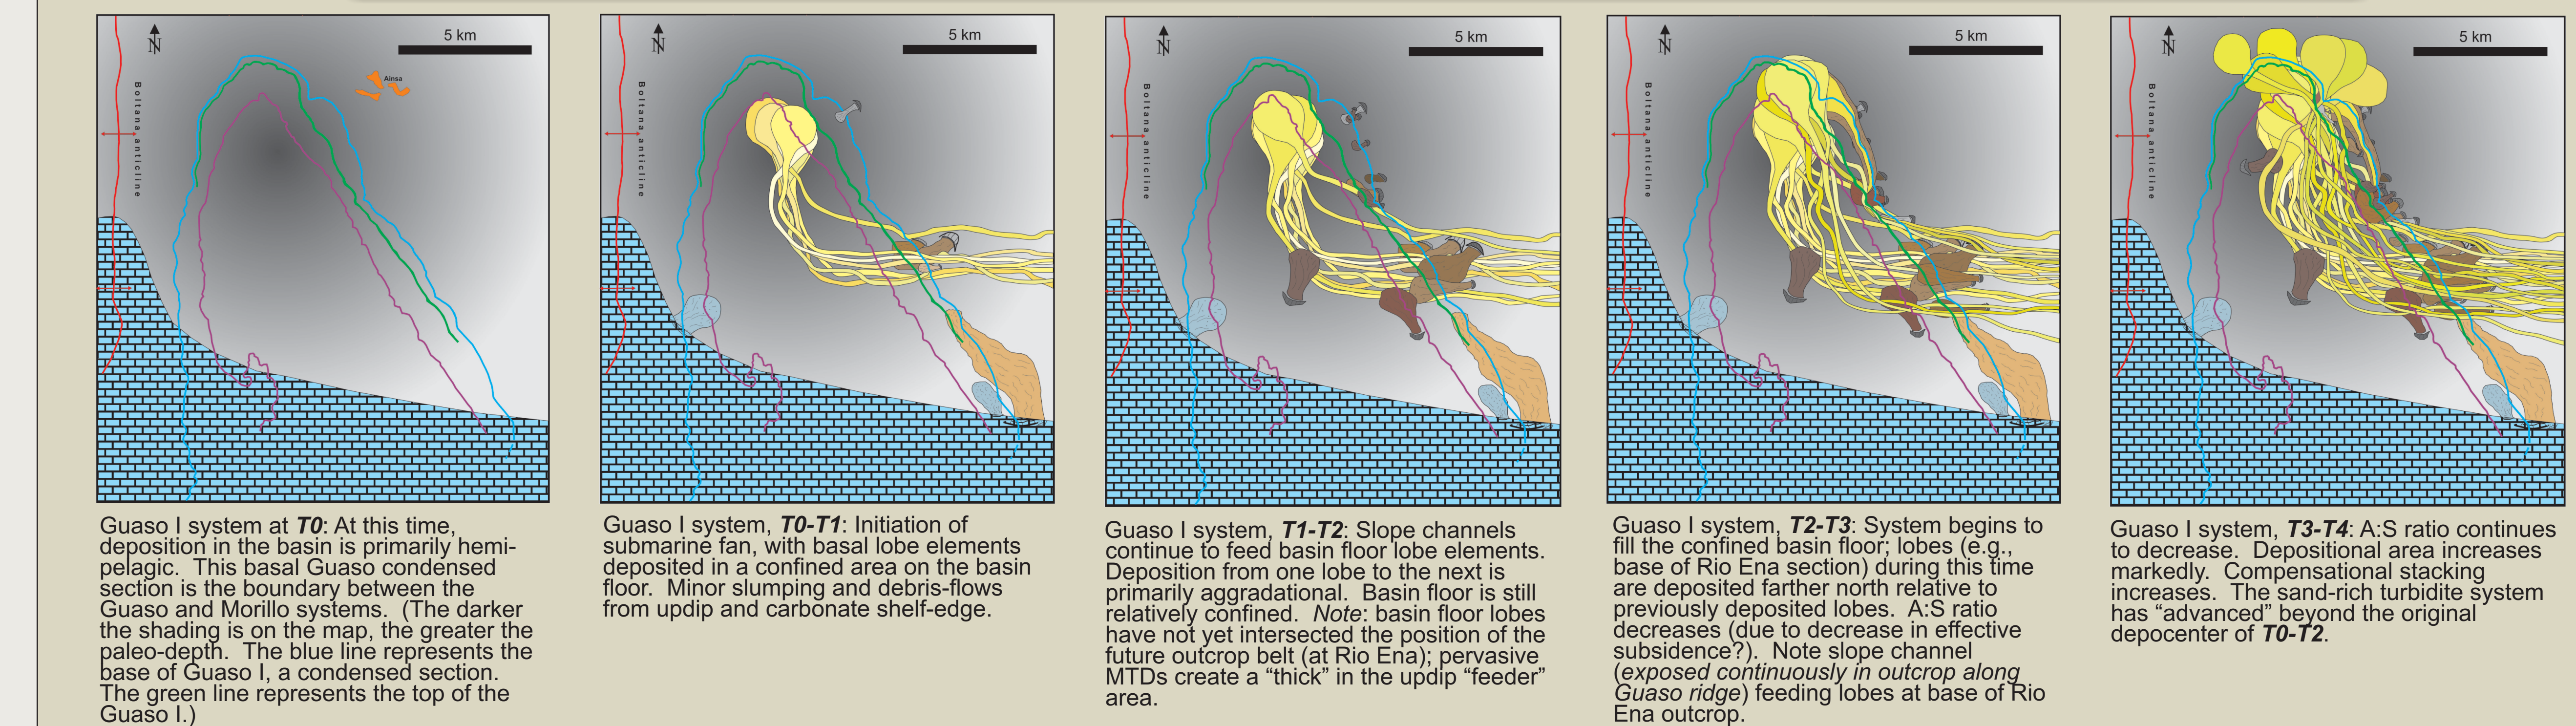 N
5 km
Ainsa
Boltana anticline
N
5 km
Boltana anticline
N
5 km
Boltana anticline
N
5 km
Boltana anticline
N
5 km
Boltana anticline
Guaso I system at T0: At this time,
deposition in the basin is primarily hemi-
pelagic. This basal Guaso condensed
section is the boundary between the
Guaso and Morillo systems. (The darker
the shading is on the map, the greater the
paleo-depth. The blue line represents the
base of Guaso I, a condensed section.
The green line represents the top of the
Guaso I.)
Guaso I system, T0-T1: Initiation of
submarine fan, with basal lobe elements
deposited in a confined area on the basin
floor. Minor slumping and debris-flows
from updip and carbonate shelf-edge.
Guaso I system, T1-T2: Slope channels
continue to feed basin floor lobe elements.
Deposition from one lobe to the next is
primarily aggradational. Basin floor is still
relatively confined. Note: basin floor lobes
have not yet intersected the position of the
future outcrop belt (at Rio Ena); pervasive
MTDs create a “thick” in the updip “feeder”
area.
Guaso I system, T2-T3: System begins to
fill the confined basin floor; lobes (e.g.,
base of Rio Ena section) during this time
are deposited farther north relative to
previously deposited lobes. A:S ratio
decreases (due to decrease in effective
subsidence?). Note slope channel
(exposed continuously in outcrop along
Guaso ridge) feeding lobes at base of Rio
Ena outcrop.
Guaso I system, T3-T4: A:S ratio continues
to decrease. Depositional area increases
markedly. Compensational stacking
increases. The sand-rich turbidite system
has “advanced” beyond the original
depocenter of T0-T2.